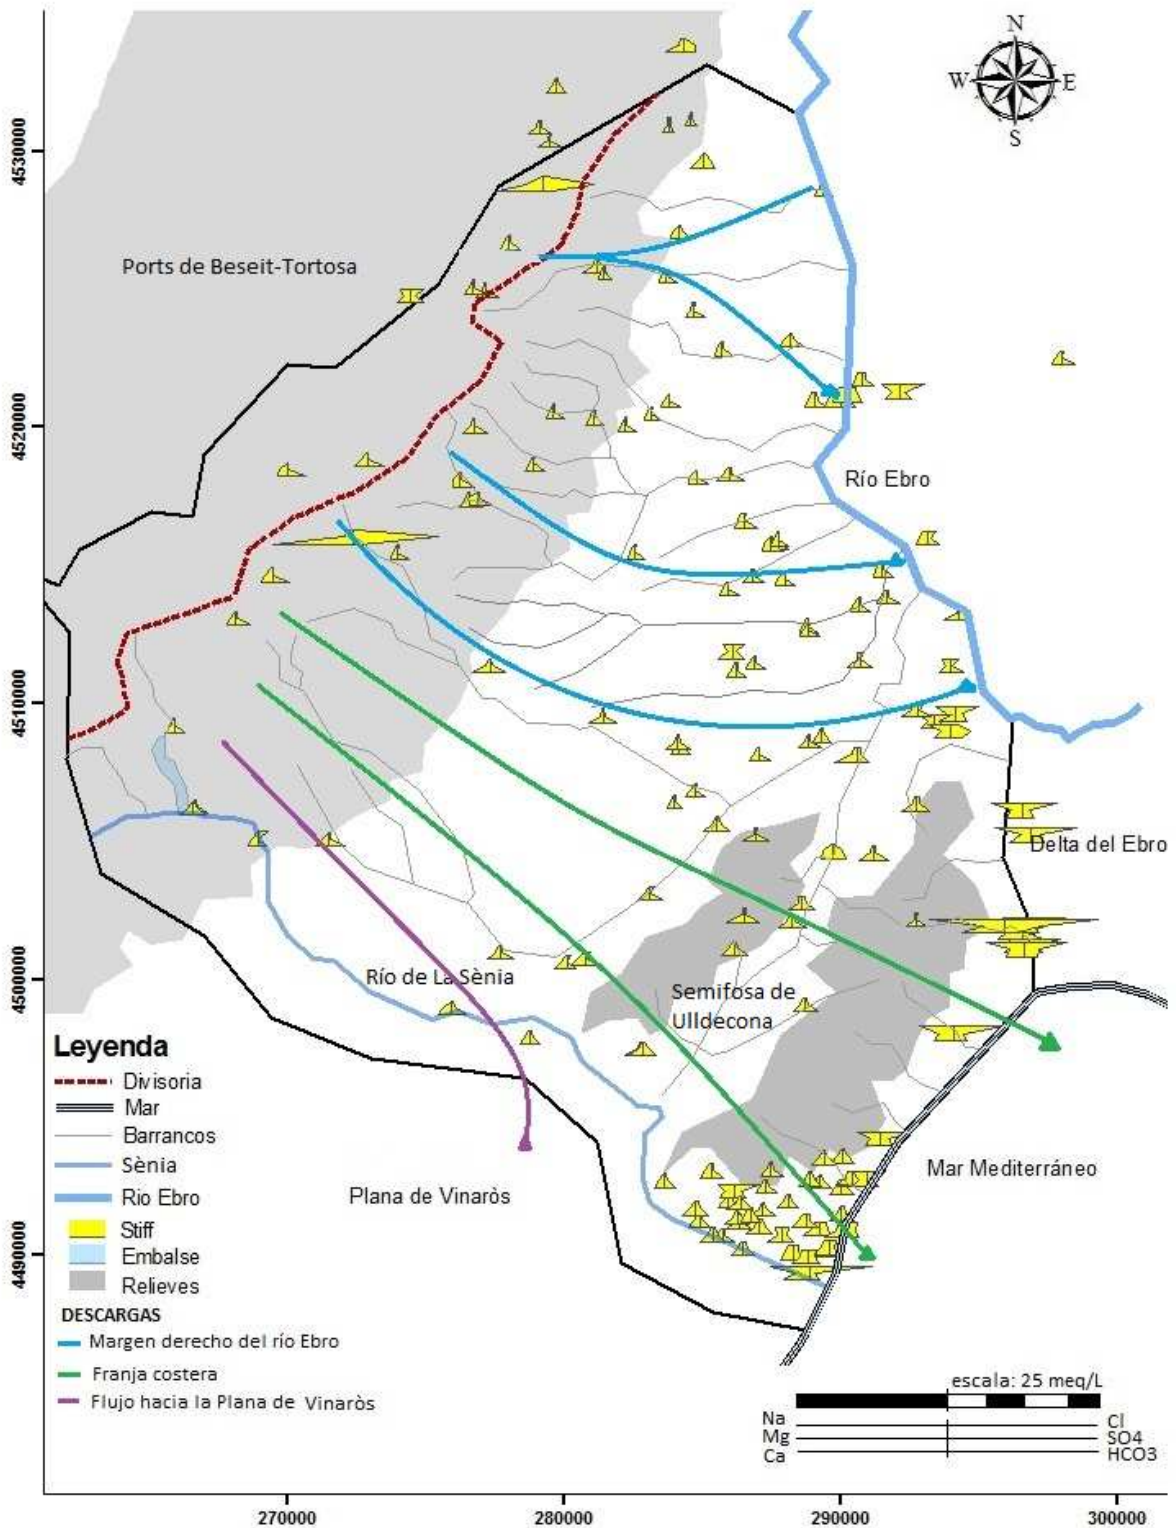 N
W
E
S
4530000
4520000
4510000
4500000
4490000
Ports de Beseit-Tortosa
Río Ebro
Delta del Ebro
Río de La Sènia
Semifosa de
Ulldecona
Mar Mediterráneo
Plana de Vinaròs
Leyenda
Divisoria
Mar
Barrancos
Sènia
Rio Ebro
Stiff
Embalse
Relieves
DESCARGAS
Margen derecho del río Ebro
Franja costera
Flujo hacia la Plana de Vinaròs
escala: 25 meq/L
Na Cl
Mg SO4
Ca HCO3
270000 280000 290000 300000